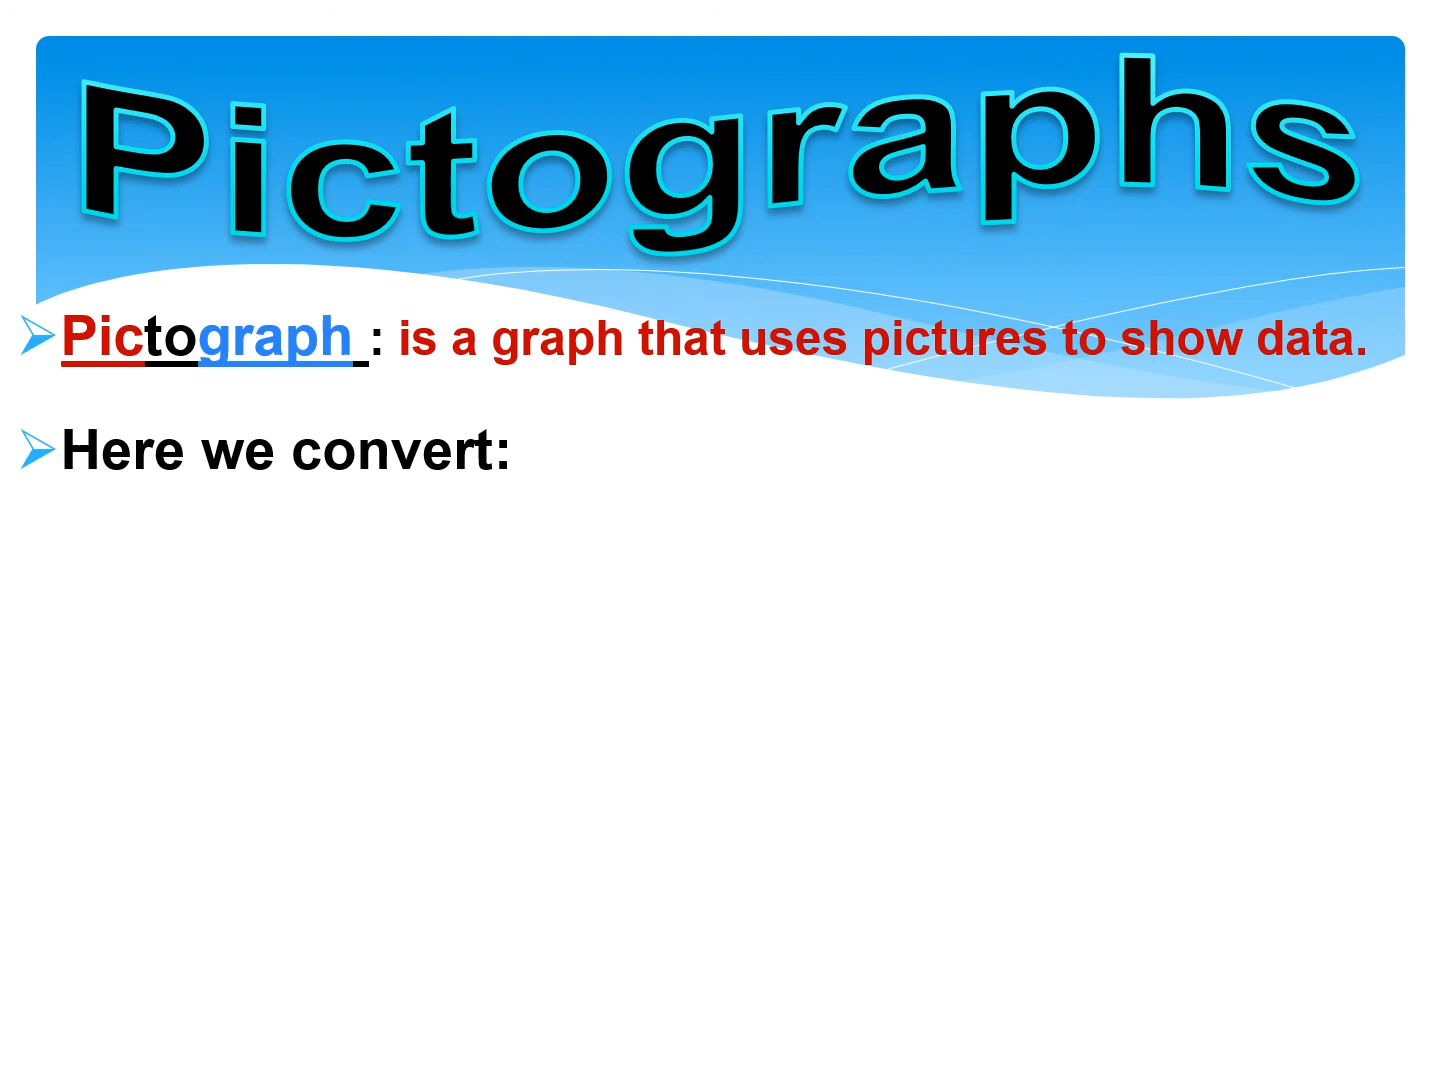 Pictographs
Pictograph : is a graph that uses pictures to show data.
Here we convert: